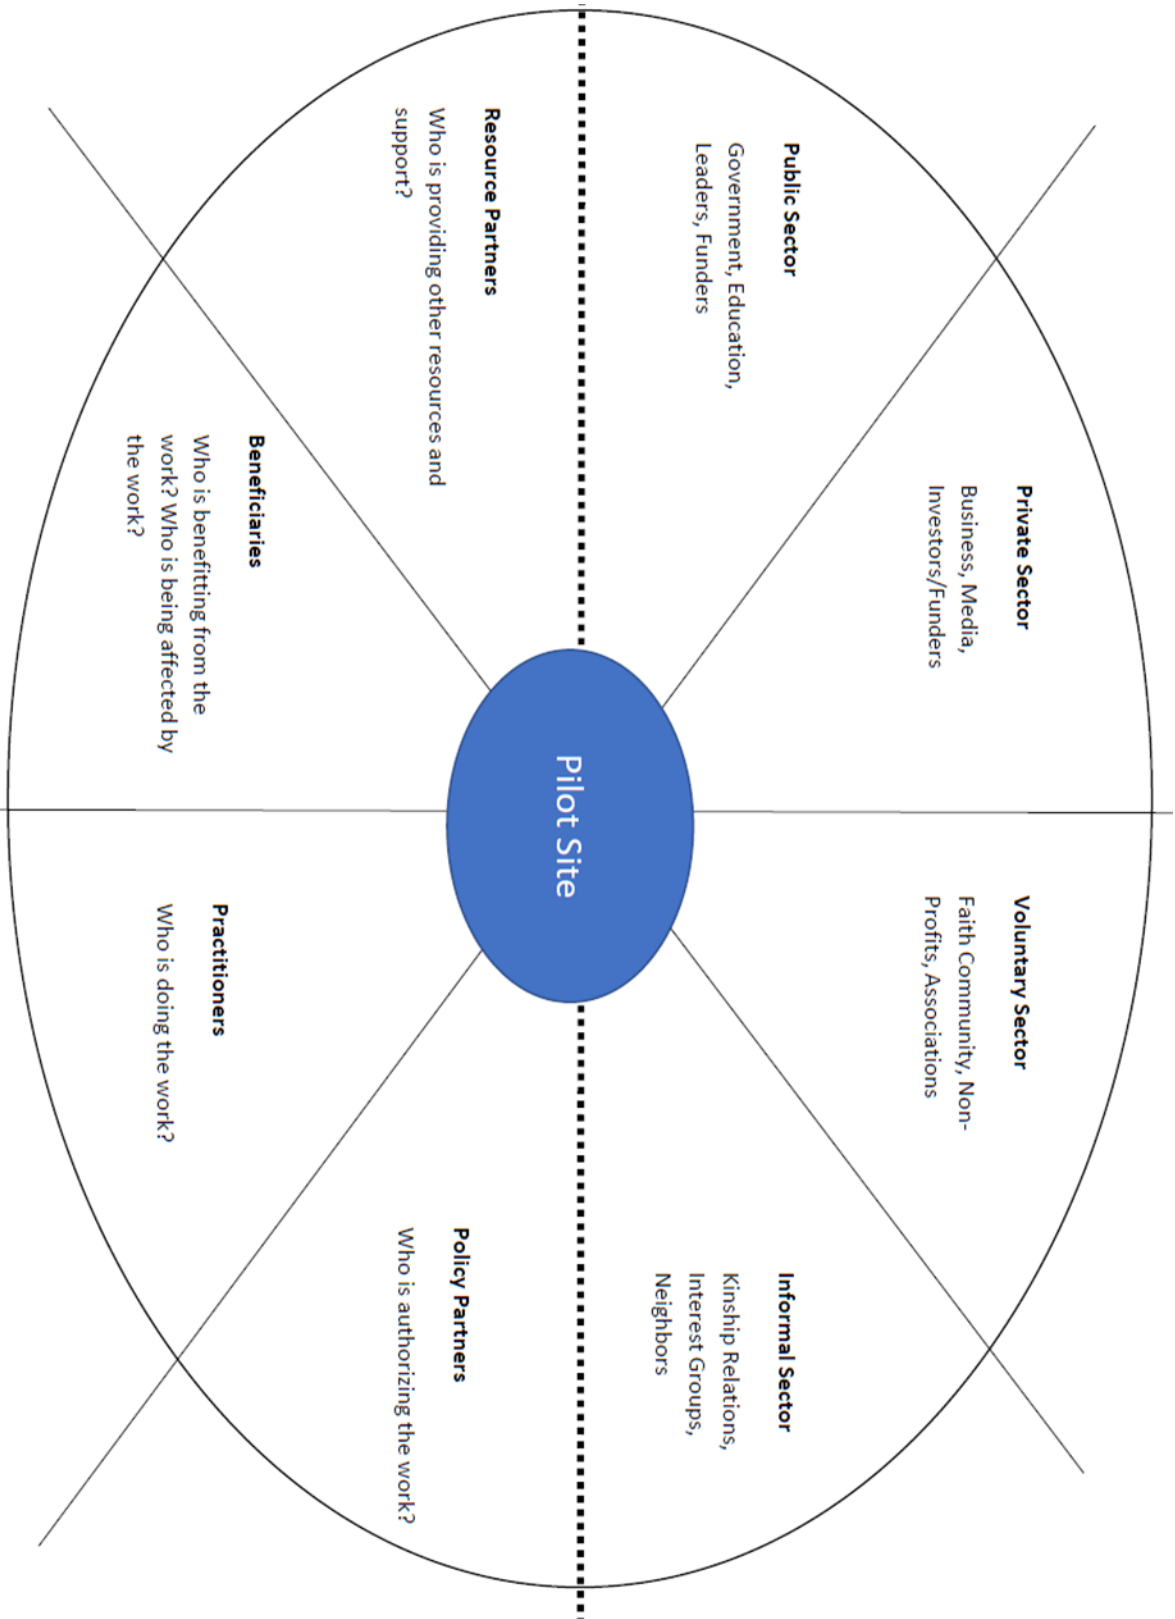 Public Sector
Government, Education,
Leaders, Funders
Private Sector
Business, Media,
Investors/Funders
Voluntary Sector
Faith Community, Non-
Profits, Associations
Informal Sector
Kinship Relations,
Interest Groups,
Neighbors
Pilot Site
Resource Partners
Who is providing other resources and
support?
Beneficiaries
Who is benefitting from the
work? Who is being affected by
the work?
Practitioners
Who is doing the work?
Policy Partners
Who is authorizing the work?